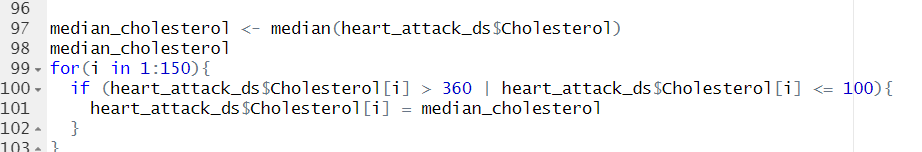 96
97 median_cholesterol <- median(heart_attack_ds$Cholesterol)
98 median_cholesterol
99 for(i in 1:150){
100 if (heart_attack_ds$Cholesterol[i] > 360 | heart_attack_ds$Cholesterol[i] <= 100){
101 heart_attack_ds$Cholesterol[i] = median_cholesterol
102 }
103 }